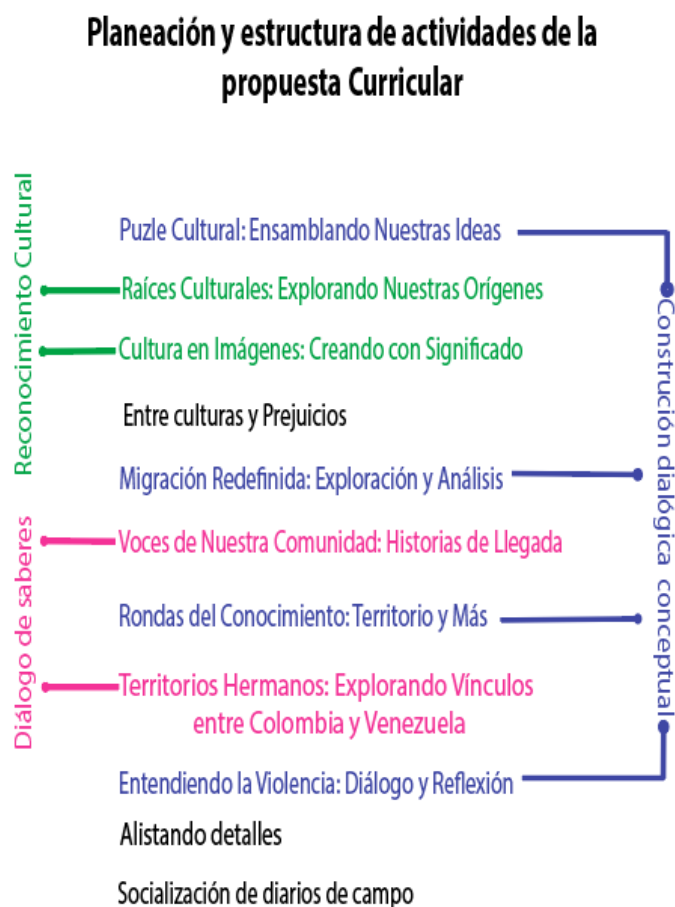 Planeación y estructura de actividades de la
propuesta Curricular
Reconocimiento Cultural
Diálogo de saberes
Puzle Cultural: Ensamblando Nuestras Ideas
Raíces Culturales: Explorando Nuestras Orígenes
Cultura en Imágenes: Creando con Significado
Entre culturas y Prejuicios
Migración Redefinida: Exploración y Análisis
Voces de Nuestra Comunidad: Historias de Llegada
Rondas del Conocimiento: Territorio y Más
Territorios Hermanos: Explorando Vínculos
entre Colombia y Venezuela
Entendiendo la Violencia: Diálogo y Reflexión
Alistando detalles
Socialización de diarios de campo
Construción dialógica conceptual